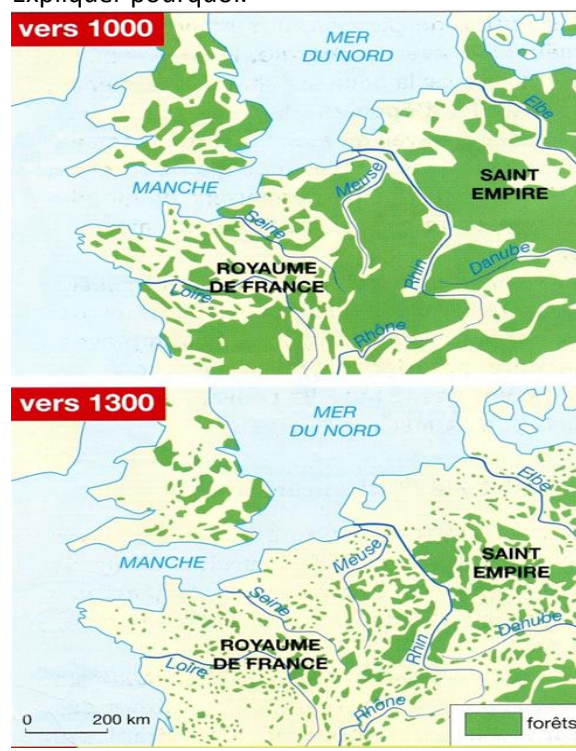 Expliquer pourquoi.
vers 1000
MER
DU NORD
Elbe
SAINT
EMPIRE
MANCHE
Meuse
Seine
Danube
ROYAUME
DE FRANCE
Rhin
Loire
Rhône
vers 1300
MER
DU NORD
Elbe
SAINT
EMPIRE
MANCHE
Meuse
Seine
Danube
ROYAUME
DE FRANCE
Rhin
Loire
Rhône
0 200 km
forêts